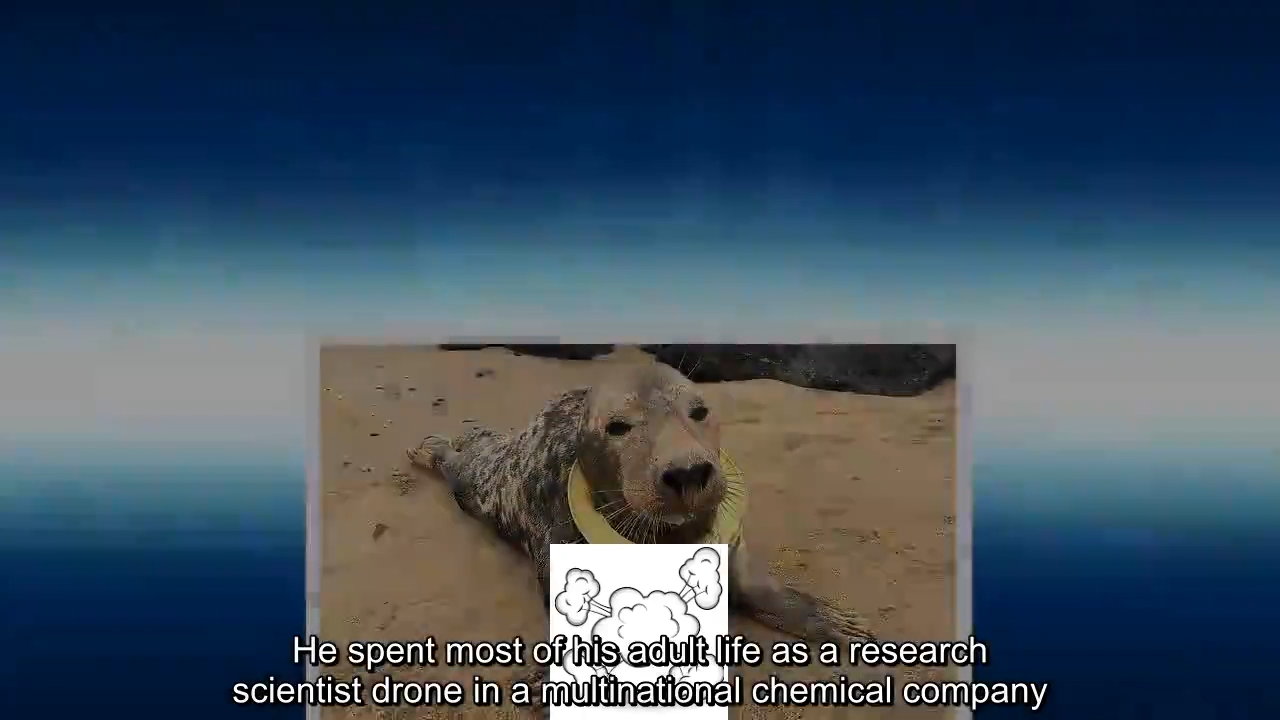 He spent most of his adult life as a research
scientist drone in a multinational chemical company